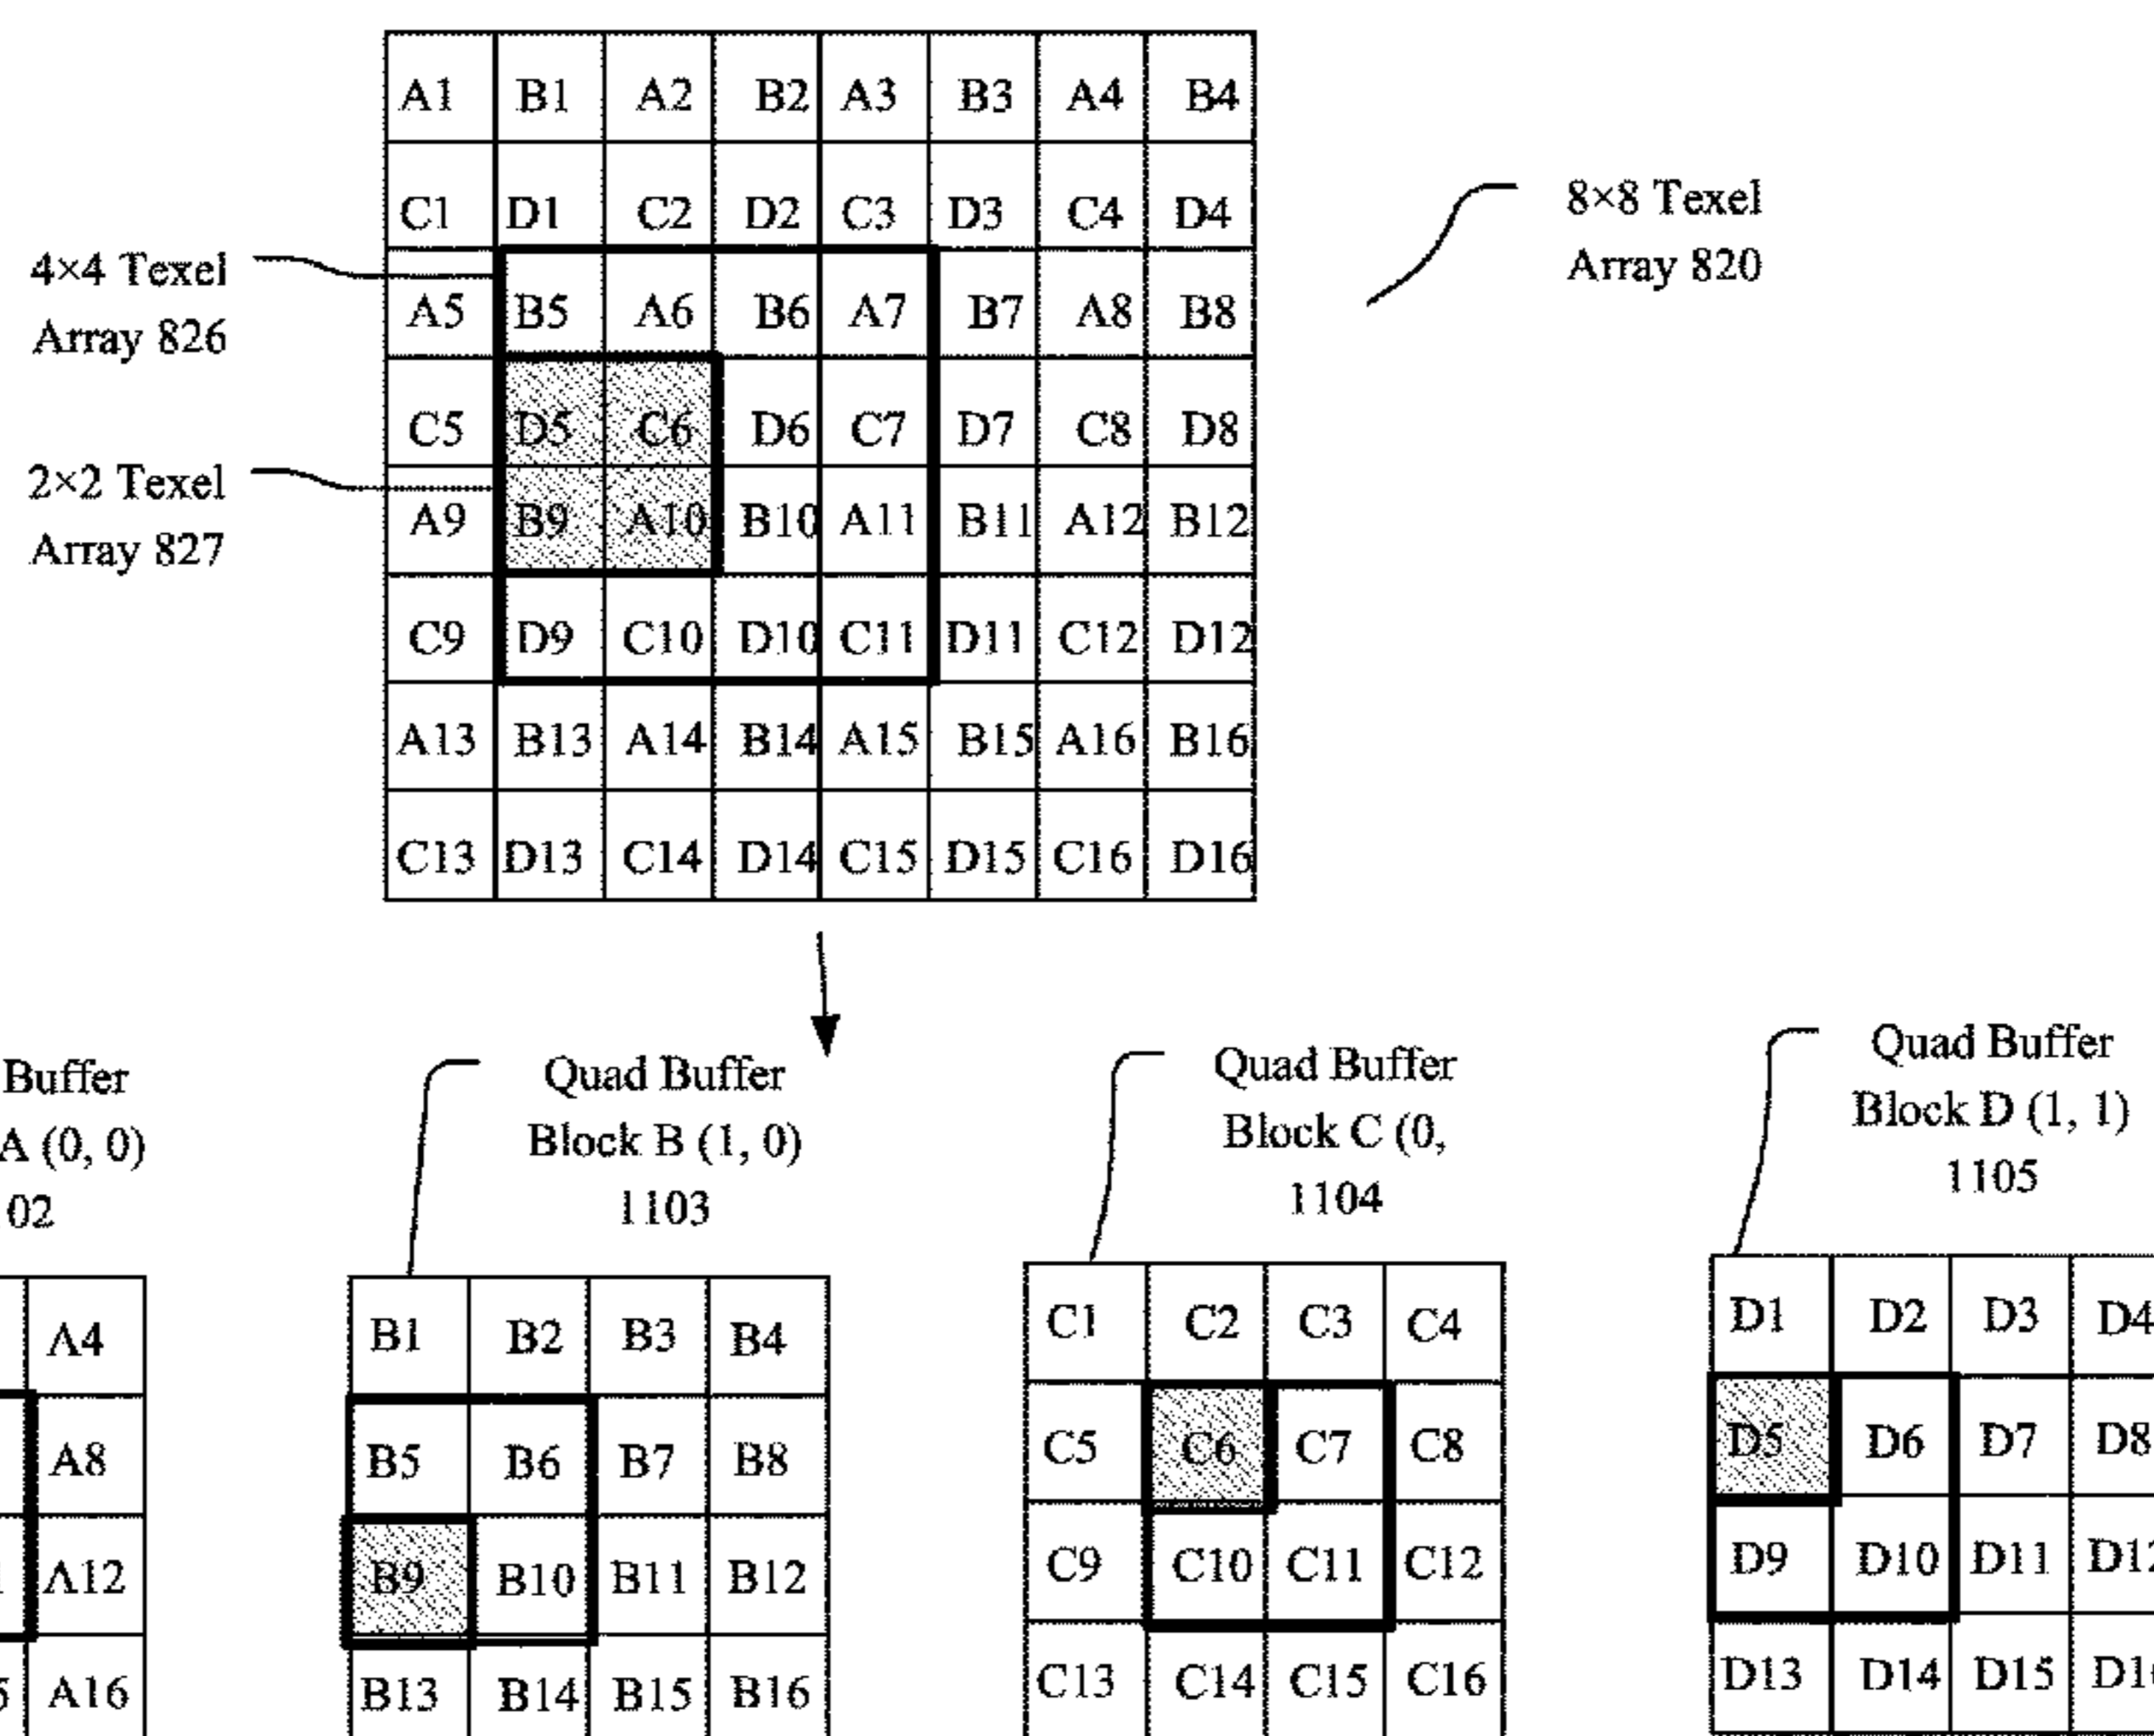 A1 B1 A2 B2 A3 B3 A4 B4
C1 D1 C2 D2 C3 D3 C4 D4
A5 B5 A6 B6 A7 B7 A8 B8
C5 D5 C6 D6 C7 D7 C8 D8
A9 B9 A10 B10 A11 B11 A12 B12
C9 D9 C10 D10 C11 D11 C12 D12
A13 B13 A14 B14 A15 B15 A16 B16
C13 D13 C14 D14 C15 D15 C16 D16
4×4 Texel
Array 826
2×2 Texel
Array 827
8×8 Texel
Array 820
Buffer
A (0, 0)
02
A4
A8
A12
A16
Quad Buffer
Block B (1, 0)
1103
B1 B2 B3 B4
B5 B6 B7 B8
B9 B10 B11 B12
B13 B14 B15 B16
Quad Buffer
Block C (0,
1104
C1 C2 C3 C4
C5 C6 C7 C8
C9 C10 C11 C12
C13 C14 C15 C16
Quad Buffer
Block D (1, 1)
1105
D1 D2 D3 D4
D5 D6 D7 D8
D9 D10 D11
D13 D14 D15